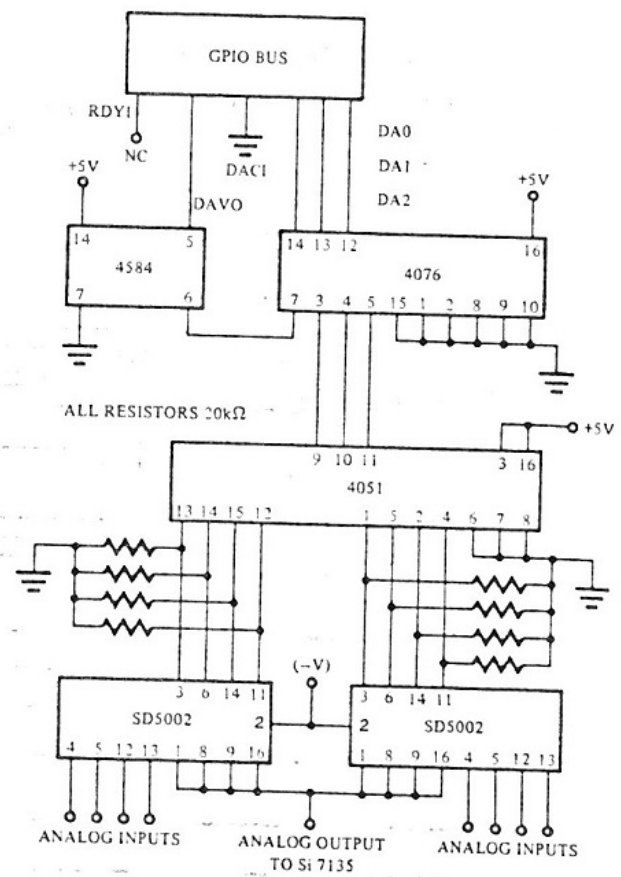 GPIO BUS
RDY1
NC
DACI
DAVO
DA0
DA1
DA2
+5V
+5V
14 5
4584
7 6
14 13 12 16
4076
7 3 4 5 15 1 2 8 9 10
ALL RESISTORS 20kΩ
+5V
9 10 11 3 16
4051
13 14 15 12 1 5 2 4 6 7 8
(−V)
3 6 14 11
SD5002
2
4 5 12 13 1 8 9 16
3 6 14 11
2
SD5002
1 8 9 16 4 5 12 13
ANALOG INPUTS
ANALOG OUTPUT
TO Si 7135
ANALOG INPUTS